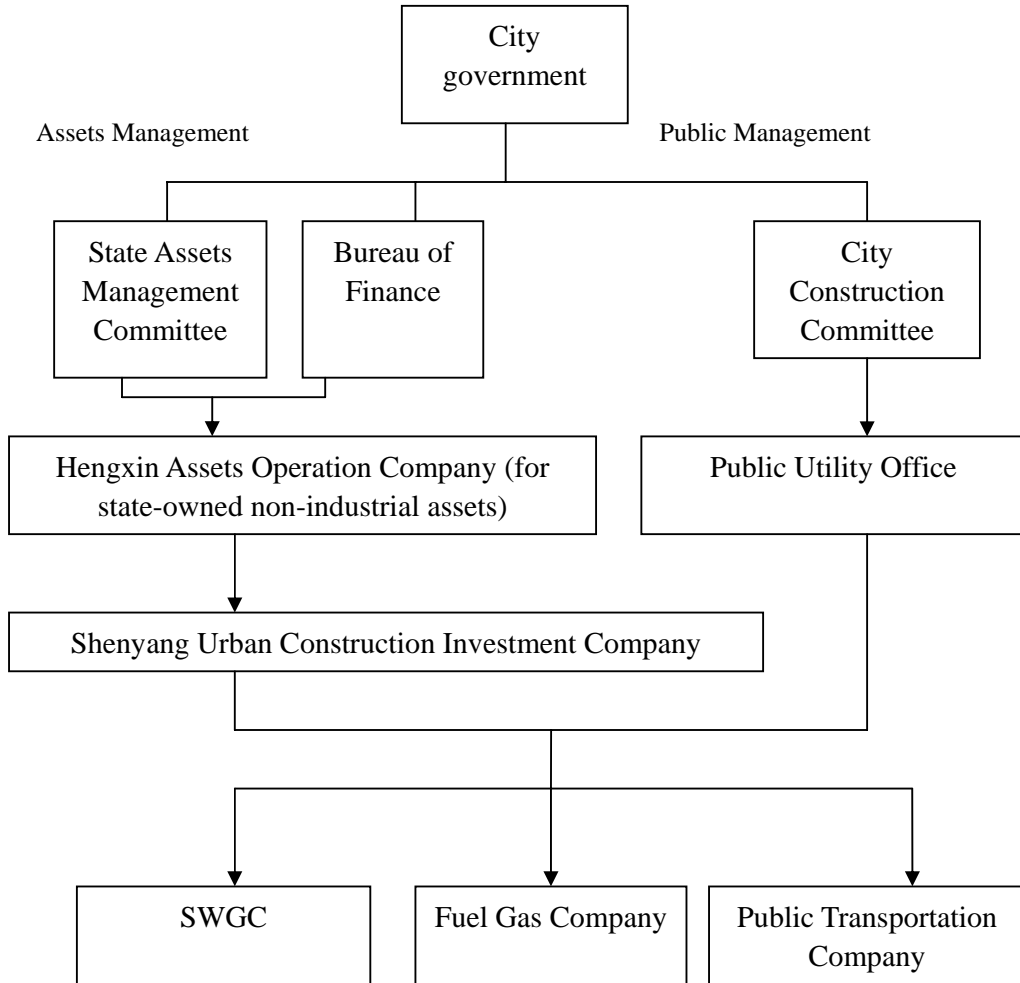 City
government
Assets Management
Public Management
State Assets
Management
Committee
Bureau of
Finance
City
Construction
Committee
Hengxin Assets Operation Company (for
state-owned non-industrial assets)
Public Utility Office
Shenyang Urban Construction Investment Company
SWGC
Fuel Gas Company
Public Transportation
Company